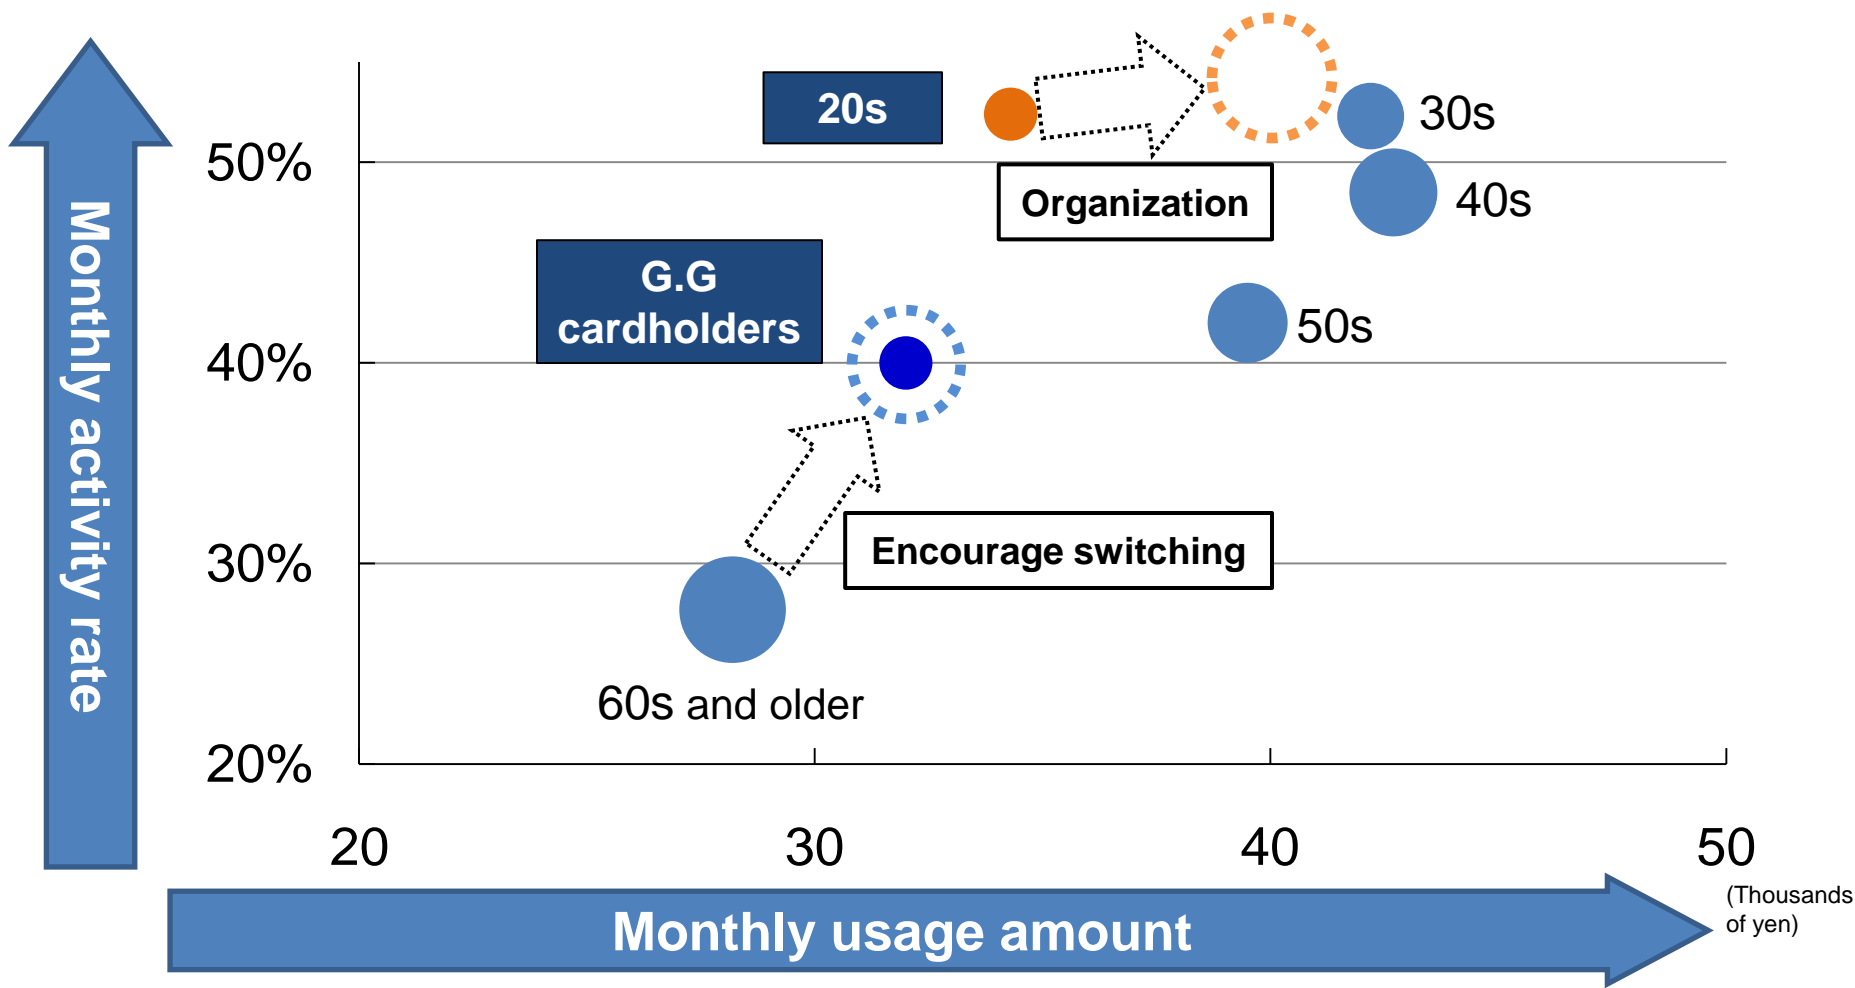 Monthly activity rate
50%
40%
30%
20%
20s
30s
40s
Organization
G.G
cardholders
50s
Encourage switching
60s and older
20
30
40
50
(Thousands
of yen)
Monthly usage amount